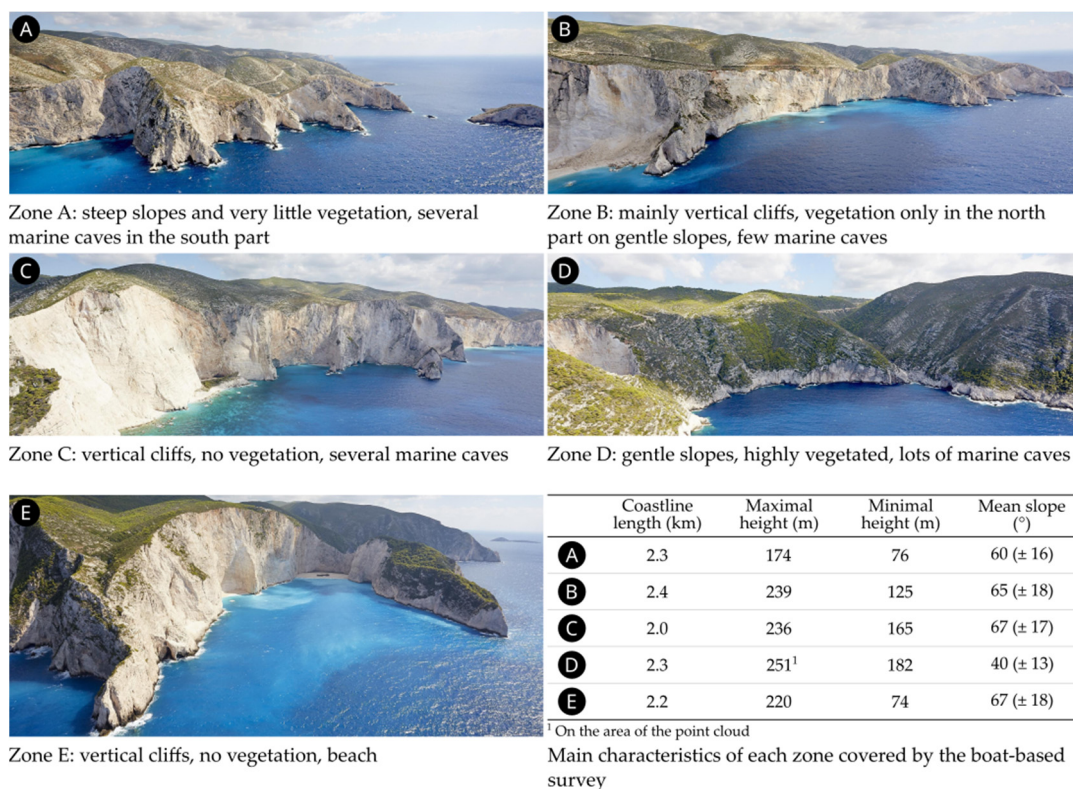 A
B
Zone A: steep slopes and very little vegetation, several
marine caves in the south part
Zone B: mainly vertical cliffs, vegetation only in the north
part on gentle slopes, few marine caves
C
D
Zone C: vertical cliffs, no vegetation, several marine caves
Zone D: gentle slopes, highly vegetated, lots of marine caves
E
Zone E: vertical cliffs, no vegetation, beach
Coastline length (km) Maximal height (m) Minimal height (m) Mean slope (°)
A 2.3 174 76 60 (± 16)
B 2.4 239 125 65 (± 18)
C 2.0 236 165 67 (± 17)
D 2.3 251¹ 182 40 (± 13)
E 2.2 220 74 67 (± 18)
¹ On the area of the point cloud
Main characteristics of each zone covered by the boat-based
survey